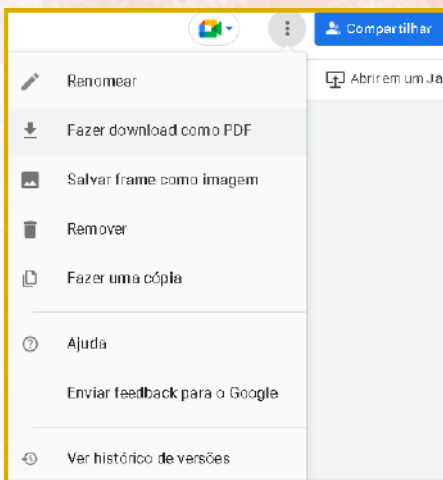 Compartilhar
Renomear
Abrir em um Ja
Fazer download como PDF
Salvar frame como imagem
Remover
Fazer uma cópia
Ajuda
Enviar feedback para o Google
Ver histórico de versões